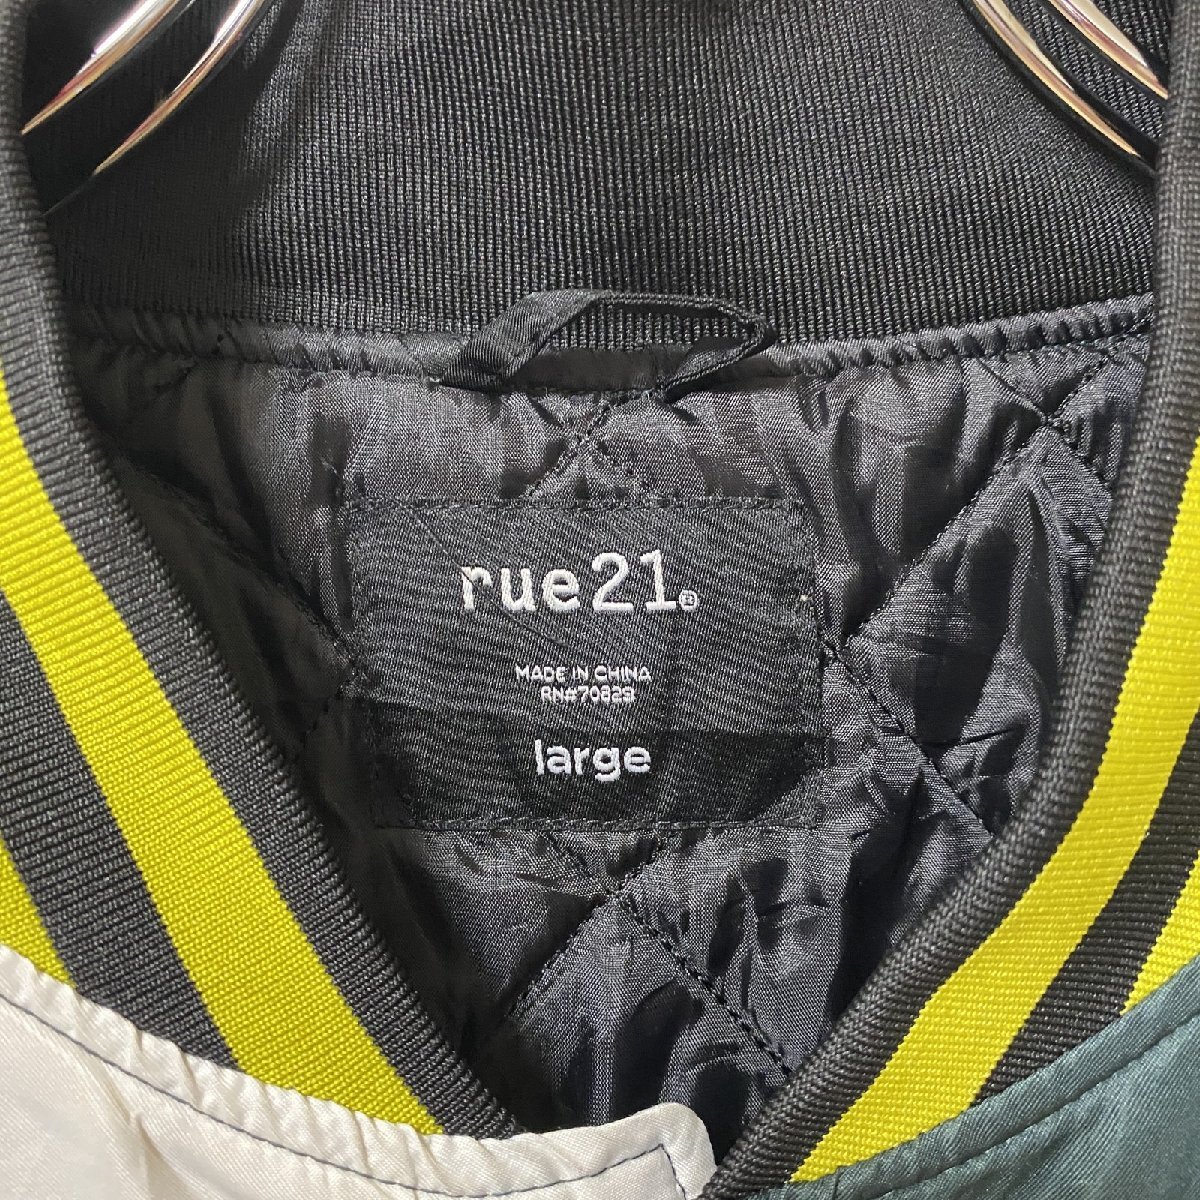 rue21®
MADE IN CHINA
RN#70829
large